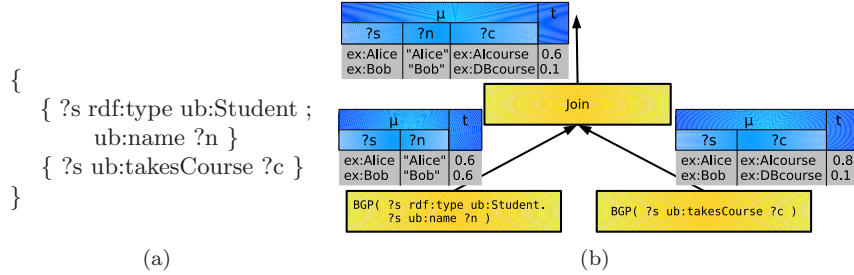 {
{ ?s rdf:type ub:Student ;
ub:name ?n }
{ ?s ub:takesCourse ?c }
}
(a)
μ t
?s ?n ?c
ex:Alice "Alice" ex:AIcourse 0.6
ex:Bob "Bob" ex:DBcourse 0.1
Join
μ t
?s ?n
ex:Alice "Alice" 0.6
ex:Bob "Bob" 0.6
μ t
?s ?c
ex:Alice ex:AIcourse 0.8
ex:Bob ex:DBcourse 0.1
BGP( ?s rdf:type ub:Student.
?s ub:name ?n )
BGP( ?s ub:takesCourse ?c )
(b)